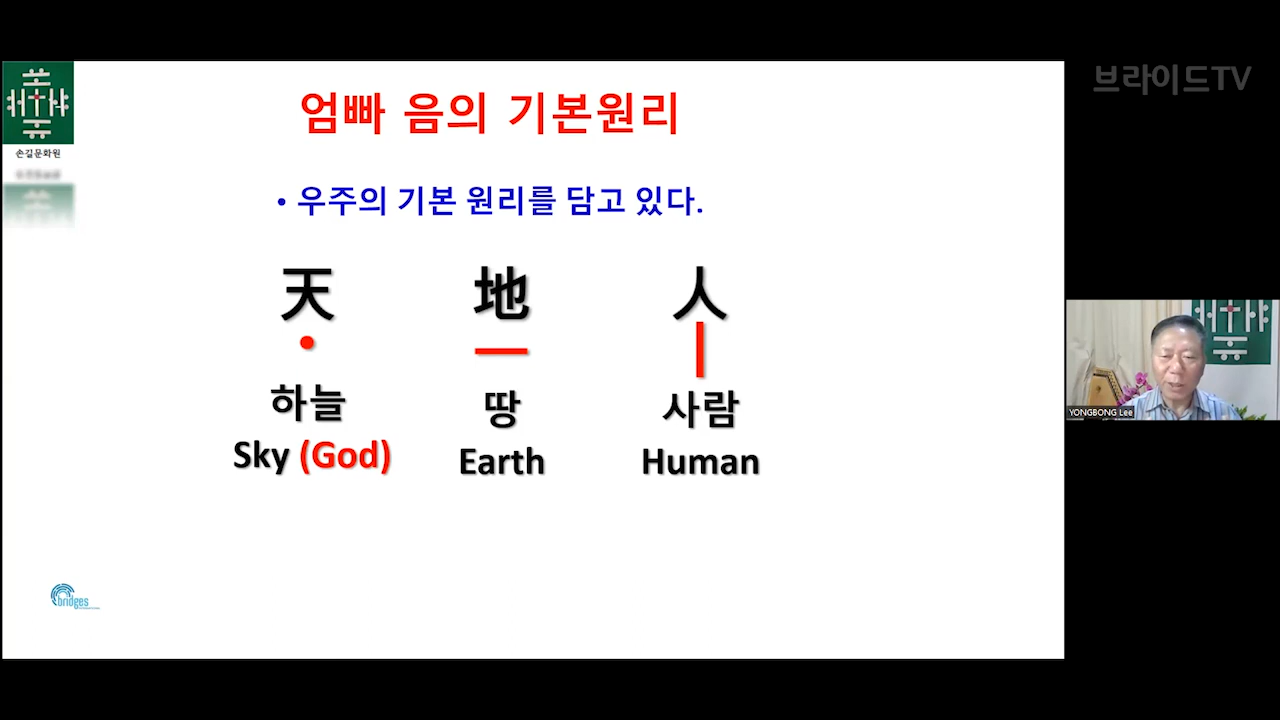 브라이드TV
손길문화원
엄빠 음의 기본원리
• 우주의 기본 원리를 담고 있다.
天 地 人
하늘 땅 사람
Sky (God) Earth Human
YONGBONG Lee
bridges